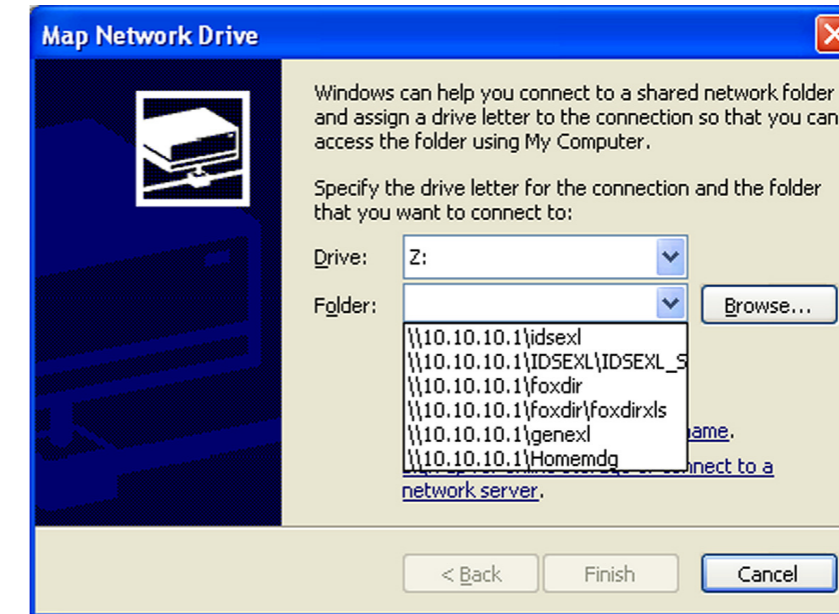 Map Network Drive
Windows can help you connect to a shared network folder
and assign a drive letter to the connection so that you can
access the folder using My Computer.
Specify the drive letter for the connection and the folder
that you want to connect to:
Drive: Z:
Folder: Browse...
\\10.10.10.1\idsexl
\\10.10.10.1\IDSEXL\IDSEXL_S
\\10.10.10.1\foxdir
\\10.10.10.1\foxdir\foxdirxls
\\10.10.10.1\genexl
\\10.10.10.1\Homemdg
name.
connect to a
network server.
< Back Finish Cancel